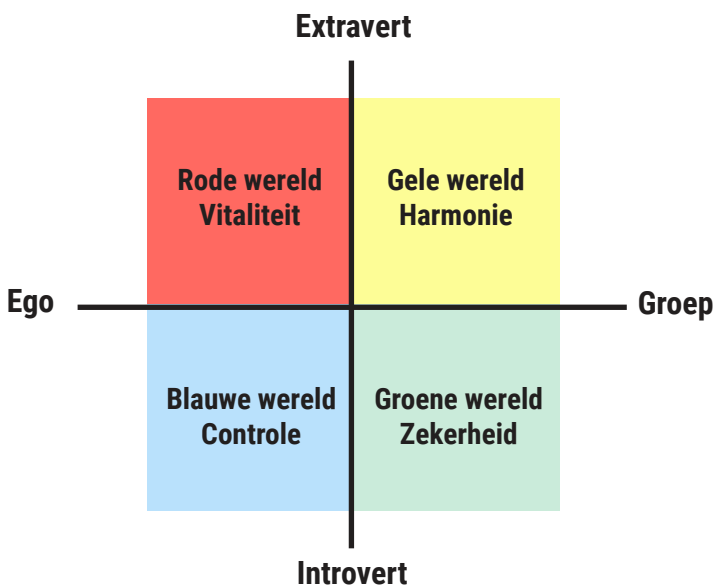 Extravert
Rode wereld
Vitaliteit
Gele wereld
Harmonie
Ego
Groep
Blauwe wereld
Controle
Groene wereld
Zekerheid
Introvert